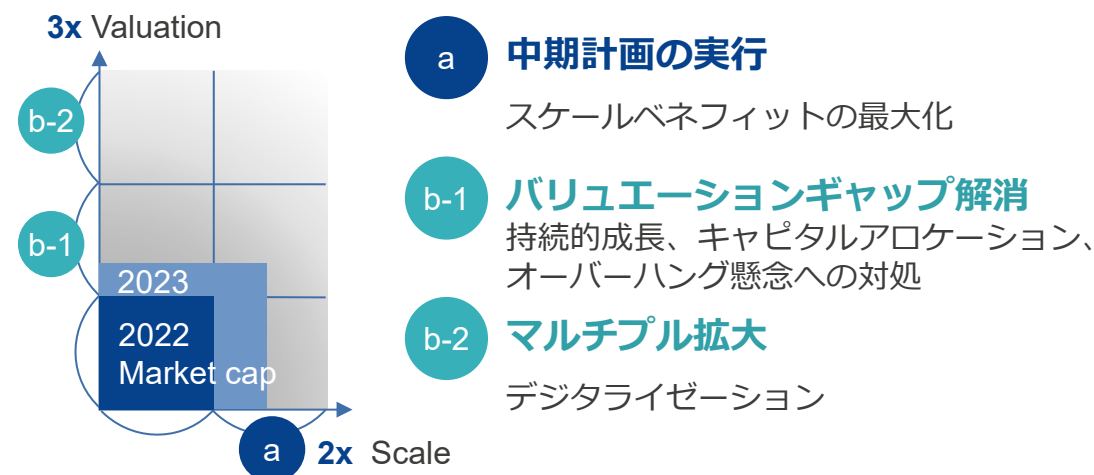 3x Valuation
b-2
b-1
2023
2022
Market cap
a
2x Scale
a
中期計画の実行
スケールベネフィットの最大化
b-1
バリュエーションギャップ解消
持続的成長、キャピタルアロケーション、
オーバーハング懸念への対処
b-2
マルチプル拡大
デジタライゼーション